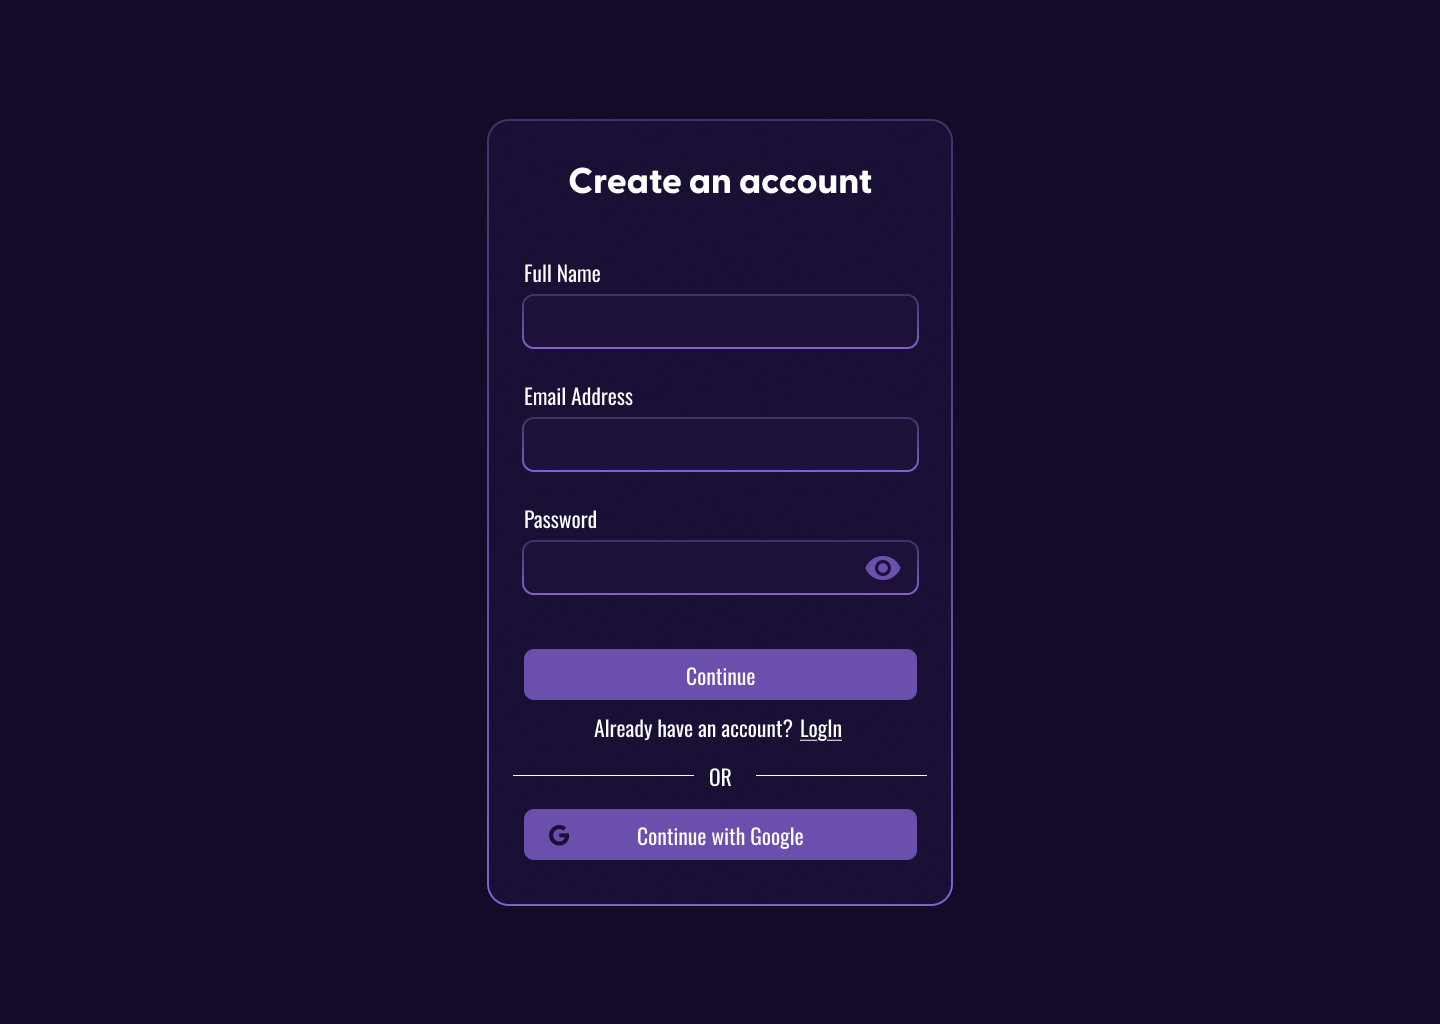 Create an account
Full Name
Email Address
Password
Continue
Already have an account? LogIn
OR
G Continue with Google